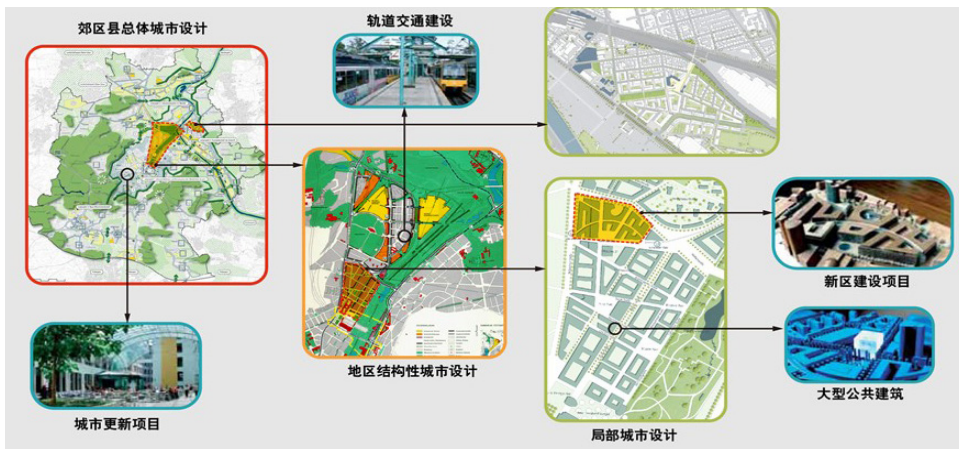 郊区县总体城市设计
轨道交通建设
新区建设项目
地区结构性城市设计
大型公共建筑
城市更新项目
局部城市设计